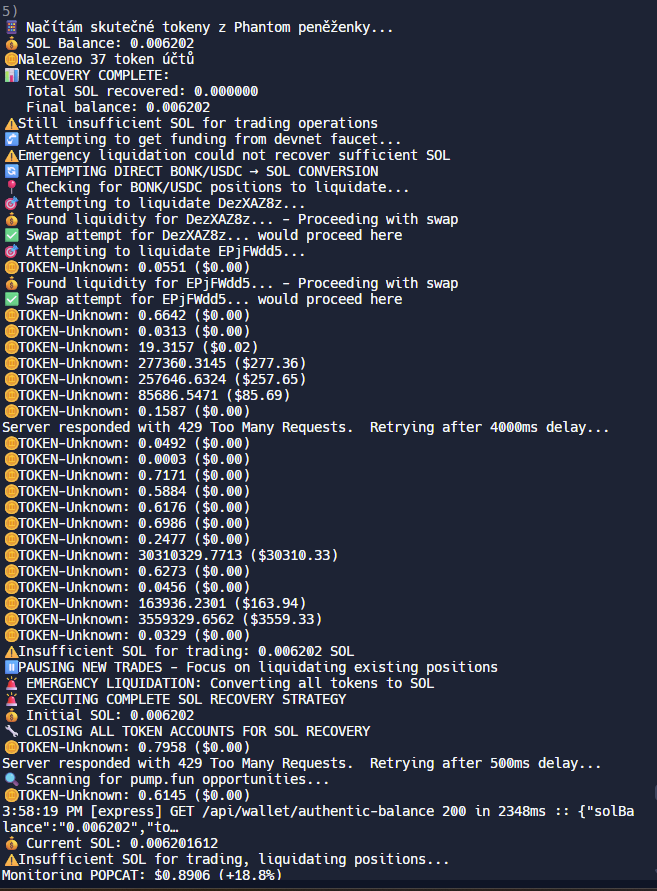 5)
🧮 Načítám skutečné tokeny z Phantom peněženky...
💰 SOL Balance: 0.006202
🪙Nalezeno 37 token účtů
📊 RECOVERY COMPLETE:
   Total SOL recovered: 0.000000
   Final balance: 0.006202
⚠️Still insufficient SOL for trading operations
🚰 Attempting to get funding from devnet faucet...
⚠️Emergency liquidation could not recover sufficient SOL
🔄 ATTEMPTING DIRECT BONK/USDC → SOL CONVERSION
📍 Checking for BONK/USDC positions to liquidate...
🎯 Attempting to liquidate DezXAZ8z...
💰 Found liquidity for DezXAZ8z... - Proceeding with swap
✅ Swap attempt for DezXAZ8z... would proceed here
🎯 Attempting to liquidate EPjFWdd5...
🪙TOKEN-Unknown: 0.0551 ($0.00)
💰 Found liquidity for EPjFWdd5... - Proceeding with swap
✅ Swap attempt for EPjFWdd5... would proceed here
🪙TOKEN-Unknown: 0.6642 ($0.00)
🪙TOKEN-Unknown: 0.0313 ($0.00)
🪙TOKEN-Unknown: 19.3157 ($0.02)
🪙TOKEN-Unknown: 277360.3145 ($277.36)
🪙TOKEN-Unknown: 257646.6324 ($257.65)
🪙TOKEN-Unknown: 85686.5471 ($85.69)
🪙TOKEN-Unknown: 0.1587 ($0.00)
Server responded with 429 Too Many Requests.  Retrying after 4000ms delay...
🪙TOKEN-Unknown: 0.0492 ($0.00)
🪙TOKEN-Unknown: 0.0003 ($0.00)
🪙TOKEN-Unknown: 0.7171 ($0.00)
🪙TOKEN-Unknown: 0.5884 ($0.00)
🪙TOKEN-Unknown: 0.6176 ($0.00)
🪙TOKEN-Unknown: 0.6986 ($0.00)
🪙TOKEN-Unknown: 0.2477 ($0.00)
🪙TOKEN-Unknown: 30310329.7713 ($30310.33)
🪙TOKEN-Unknown: 0.6273 ($0.00)
🪙TOKEN-Unknown: 0.0456 ($0.00)
🪙TOKEN-Unknown: 163936.2301 ($163.94)
🪙TOKEN-Unknown: 3559329.6562 ($3559.33)
🪙TOKEN-Unknown: 0.0329 ($0.00)
⚠️Insufficient SOL for trading: 0.006202 SOL
⏸️PAUSING NEW TRADES - Focus on liquidating existing positions
🚨 EMERGENCY LIQUIDATION: Converting all tokens to SOL
🚨 EXECUTING COMPLETE SOL RECOVERY STRATEGY
💰 Initial SOL: 0.006202
🔧 CLOSING ALL TOKEN ACCOUNTS FOR SOL RECOVERY
🪙TOKEN-Unknown: 0.7958 ($0.00)
Server responded with 429 Too Many Requests.  Retrying after 500ms delay...
🔍 Scanning for pump.fun opportunities...
🪙TOKEN-Unknown: 0.6145 ($0.00)
3:58:19 PM [express] GET /api/wallet/authentic-balance 200 in 2348ms :: {"solBa
lance":"0.006202","to…
💰 Current SOL: 0.006201612
⚠️Insufficient SOL for trading, liquidating positions...
Monitoring POPCAT: $0.8906 (+18.8%)